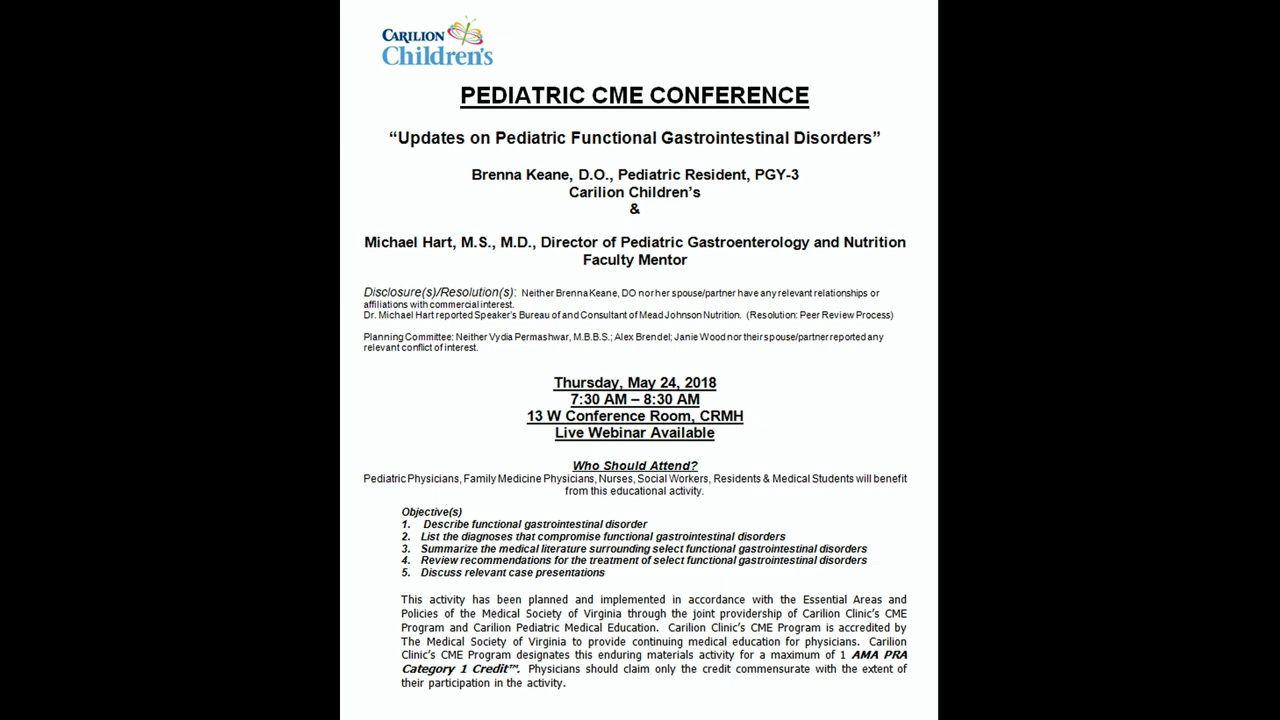 CARILION
Children's
PEDIATRIC CME CONFERENCE
“Updates on Pediatric Functional Gastrointestinal Disorders”
Brenna Keane, D.O., Pediatric Resident, PGY-3
Carilion Children’s
&
Michael Hart, M.S., M.D., Director of Pediatric Gastroenterology and Nutrition
Faculty Mentor
Disclosure(s)/Resolution(s): Neither Brenna Keane, DO nor her spouse/partner have any relevant relationships or
affiliations with commercial interest.
Dr. Michael Hart reported Speaker’s Bureau of and Consultant of Mead Johnson Nutrition. (Resolution: Peer Review Process)
Planning Committee: Neither Vydia Permashwar, M.B.B.S.; Alex Brendel; Janie Wood nor their spouse/partner reported any
relevant conflict of interest.
Thursday, May 24, 2018
7:30 AM – 8:30 AM
13 W Conference Room, CRMH
Live Webinar Available
Who Should Attend?
Pediatric Physicians, Family Medicine Physicians, Nurses, Social Workers, Residents & Medical Students will benefit
from this educational activity.
Objective(s)
1. Describe functional gastrointestinal disorder
2. List the diagnoses that compromise functional gastrointestinal disorders
3. Summarize the medical literature surrounding select functional gastrointestinal disorders
4. Review recommendations for the treatment of select functional gastrointestinal disorders
5. Discuss relevant case presentations
This activity has been planned and implemented in accordance with the Essential Areas and
Policies of the Medical Society of Virginia through the joint providership of Carilion Clinic’s CME
Program and Carilion Pediatric Medical Education. Carilion Clinic’s CME Program is accredited by
The Medical Society of Virginia to provide continuing medical education for physicians. Carilion
Clinic’s CME Program designates this enduring materials activity for a maximum of 1 AMA PRA
Category 1 Credit™. Physicians should claim only the credit commensurate with the extent of
their participation in the activity.